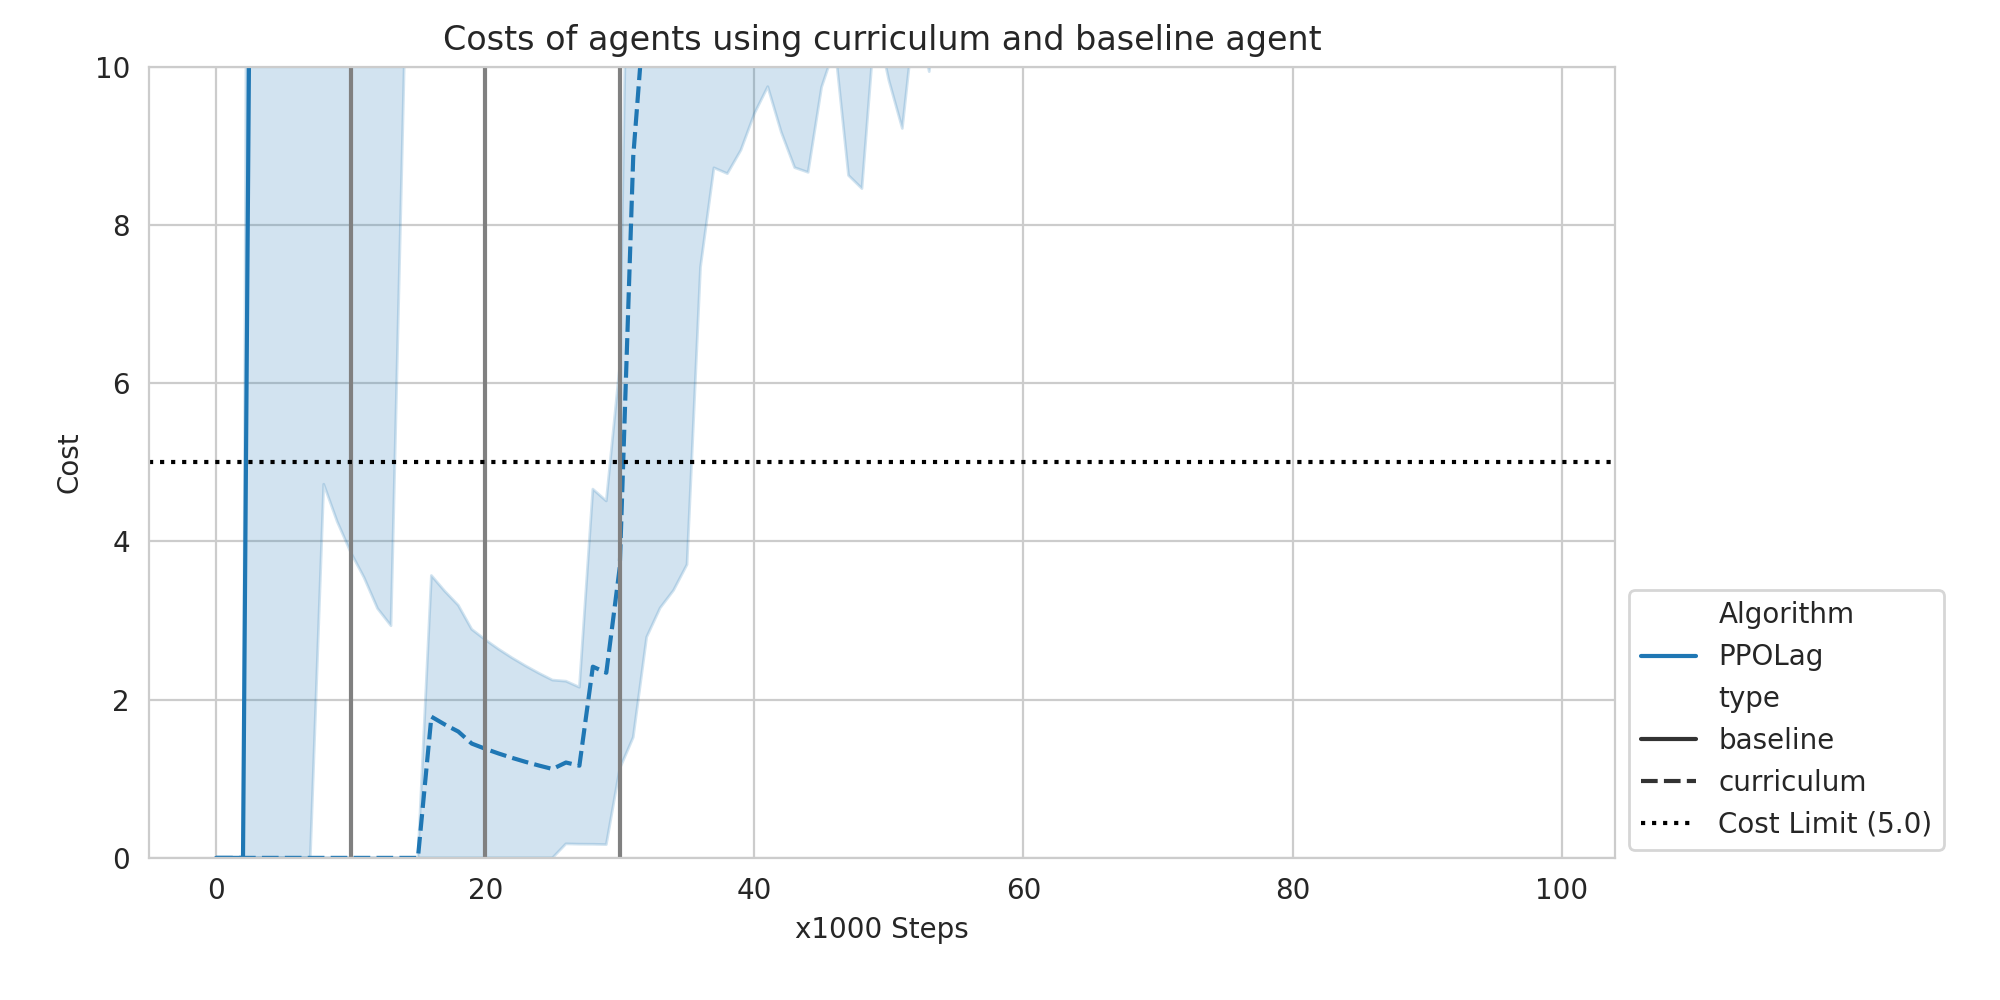 Costs of agents using curriculum and baseline agent
10
8
6
4
2
0
Cost
0 20 40 60 80 100
x1000 Steps
Algorithm
PPOLag
type
baseline
curriculum
Cost Limit (5.0)